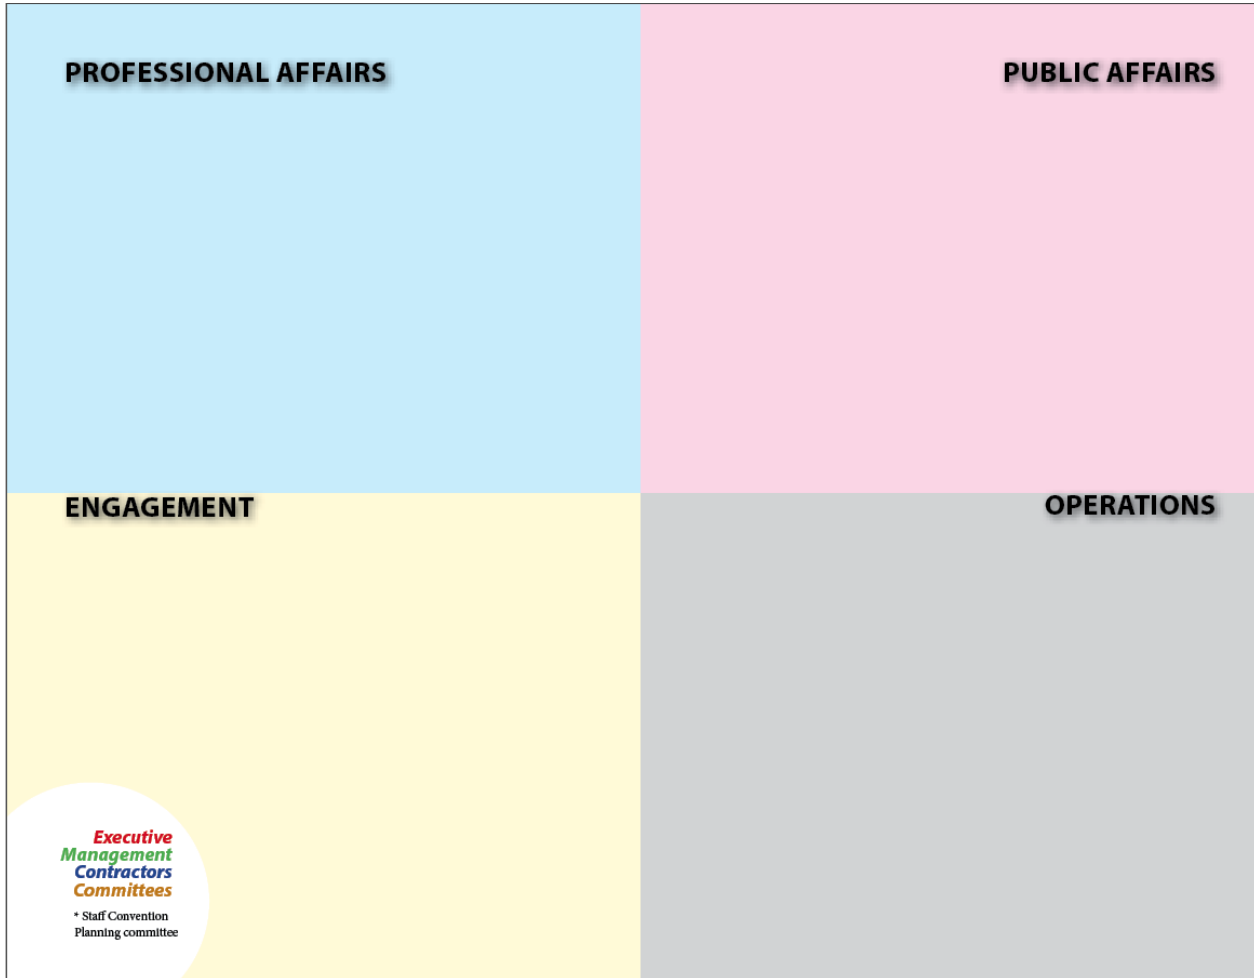 PROFESSIONAL AFFAIRS
PUBLIC AFFAIRS
ENGAGEMENT
OPERATIONS
Executive
Management
Contractors
Committees
* Staff Convention
Planning committee